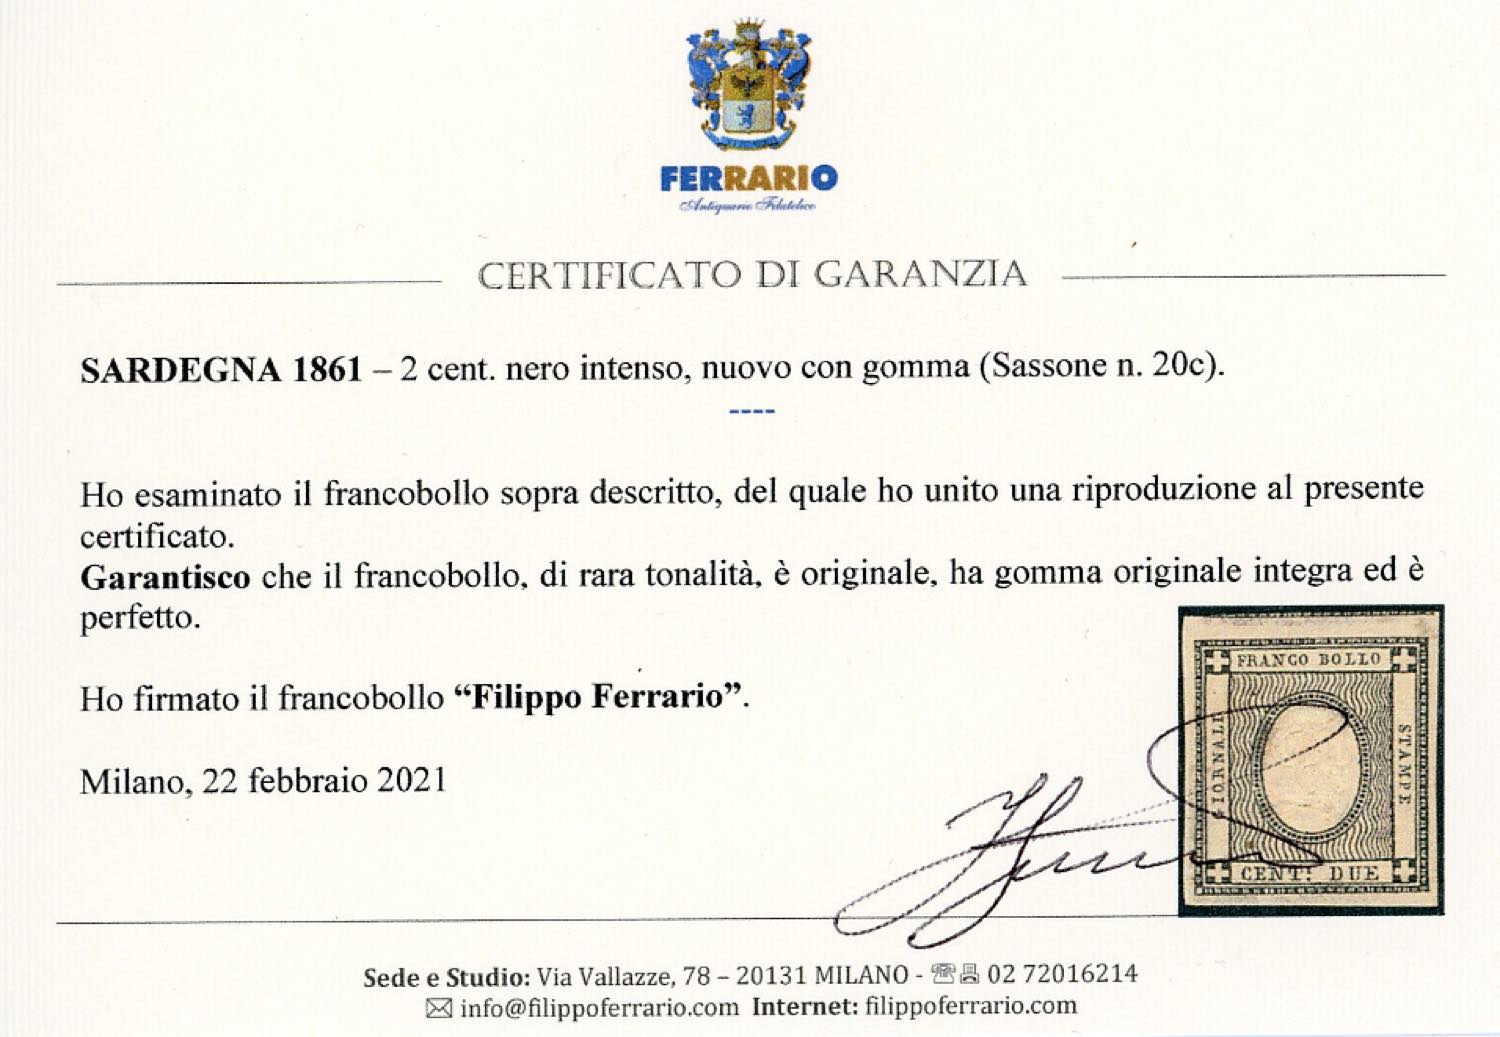 FERRARIO
Antiquario Filatelico
CERTIFICATO DI GARANZIA
SARDEGNA 1861 – 2 cent. nero intenso, nuovo con gomma (Sassone n. 20c).
----
Ho esaminato il francobollo sopra descritto, del quale ho unito una riproduzione al presente
certificato.
Garantisco che il francobollo, di rara tonalità, è originale, ha gomma originale integra ed è
perfetto.
Ho firmato il francobollo “Filippo Ferrario”.
Milano, 22 febbraio 2021
FRANCO BOLLO
GIORNALI
STAMPE
CENT! DUE
Sede e Studio: Via Vallazze, 78 – 20131 MILANO - 02 72016214
info@filippoferrario.com Internet: filippoferrario.com